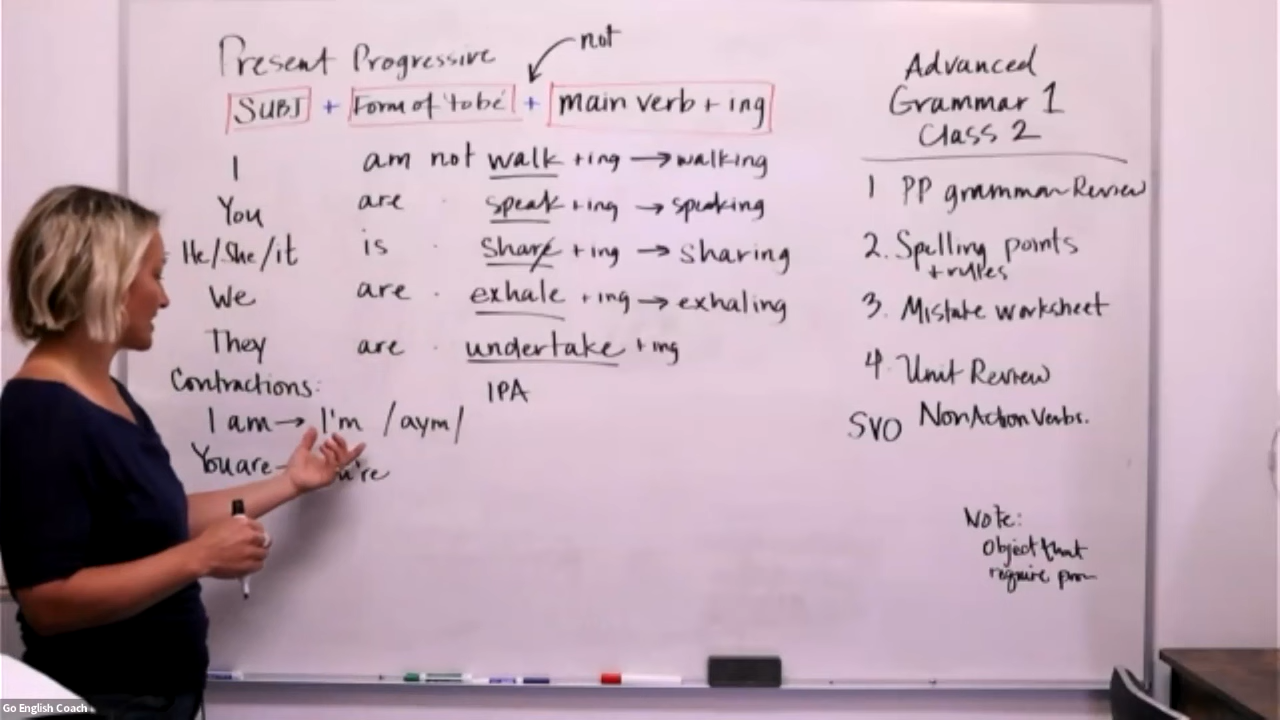 Present Progressive
not
SUBJ + Form of 'to be' + main verb + ing
I am not walk +ing → walking
You are · speak +ing → speaking
He/She/it is · share +ing → sharing
We are · exhale +ing → exhaling
They are · undertake +ing
Contractions: IPA
I am → I'm /aym/
You are 're
Advanced
Grammar 1
Class 2
1 PP grammar Review
2. Spelling points
+rules
3. Mistake worksheet
4. Unit Review
SVO NonActionVerbs.
Note:
Object that
require pro
Go English Coach